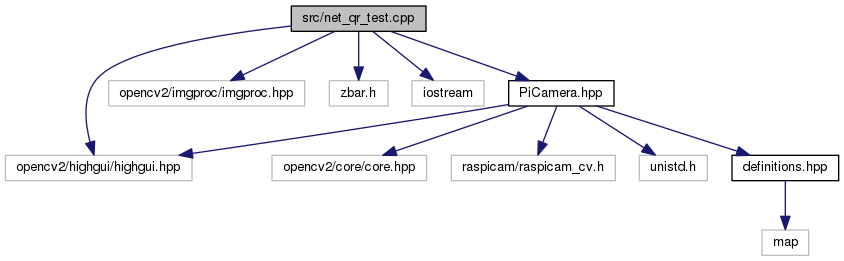 src/net_qr_test.cpp
opencv2/imgproc/imgproc.hpp
zbar.h
iostream
PiCamera.hpp
opencv2/highgui/highgui.hpp
opencv2/core/core.hpp
raspicam/raspicam_cv.h
unistd.h
definitions.hpp
map